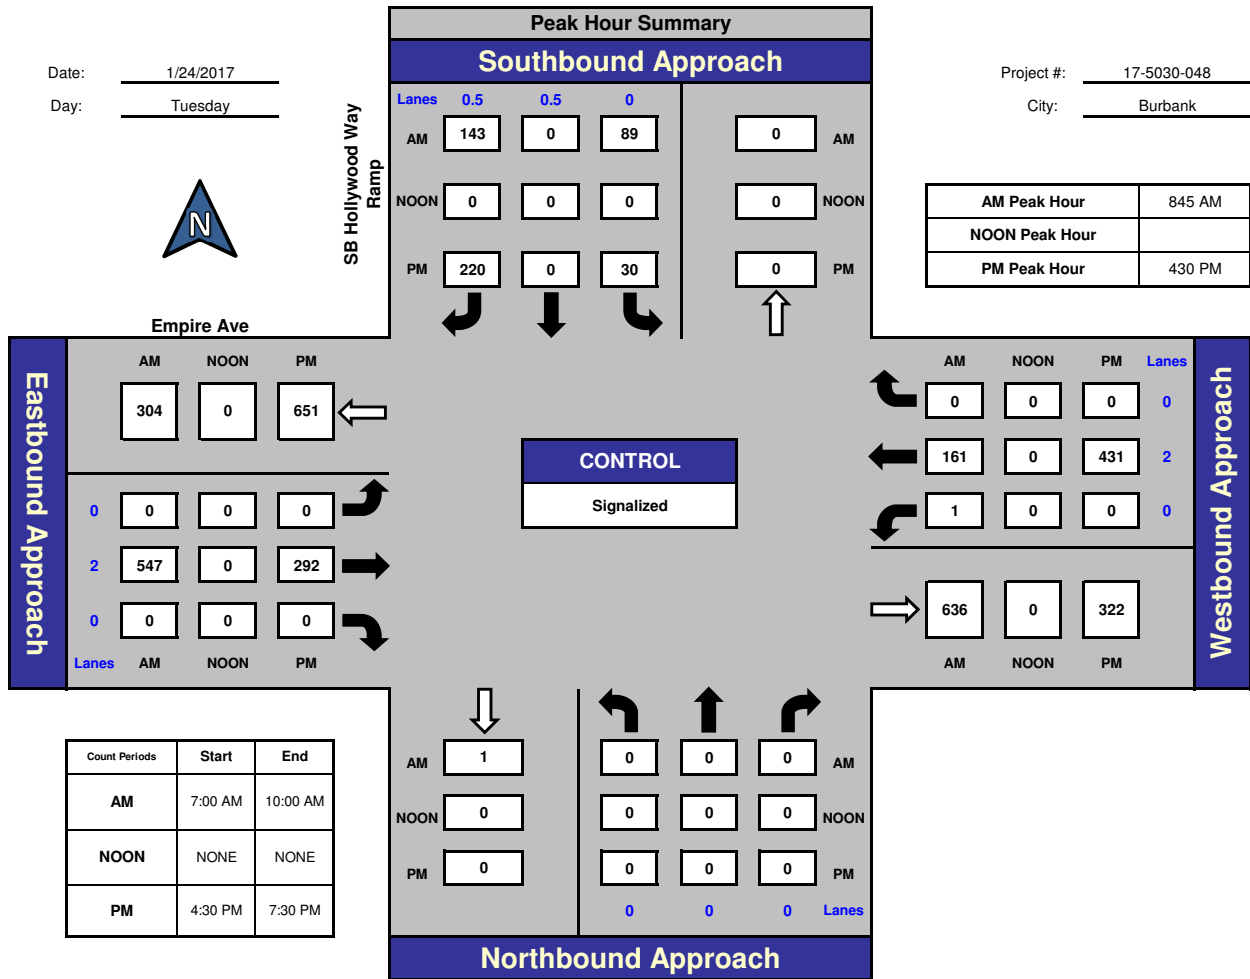 Peak Hour Summary
Southbound Approach
Date: 1/24/2017
Project #: 17-5030-048
Day: Tuesday
City: Burbank
Lanes 0.5 0.5 0
AM 143 0 89 0 AM
NOON 0 0 0 0 NOON
PM 220 0 30 0 PM
SB Hollywood Way
Ramp
N
AM Peak Hour 845 AM
NOON Peak Hour
PM Peak Hour 430 PM
Empire Ave
Eastbound Approach
AM NOON PM
304 0 651
0 0 0 0
2 547 0 292
0 0 0 0
Lanes AM NOON PM
CONTROL
Signalized
AM NOON PM Lanes
0 0 0 0
161 0 431 2
1 0 0 0
636 0 322
AM NOON PM
Westbound Approach
Count Periods Start End
AM 7:00 AM 10:00 AM
NOON NONE NONE
PM 4:30 PM 7:30 PM
AM 1 0 0 0 AM
NOON 0 0 0 0 NOON
PM 0 0 0 0 PM
0 0 0 Lanes
Northbound Approach